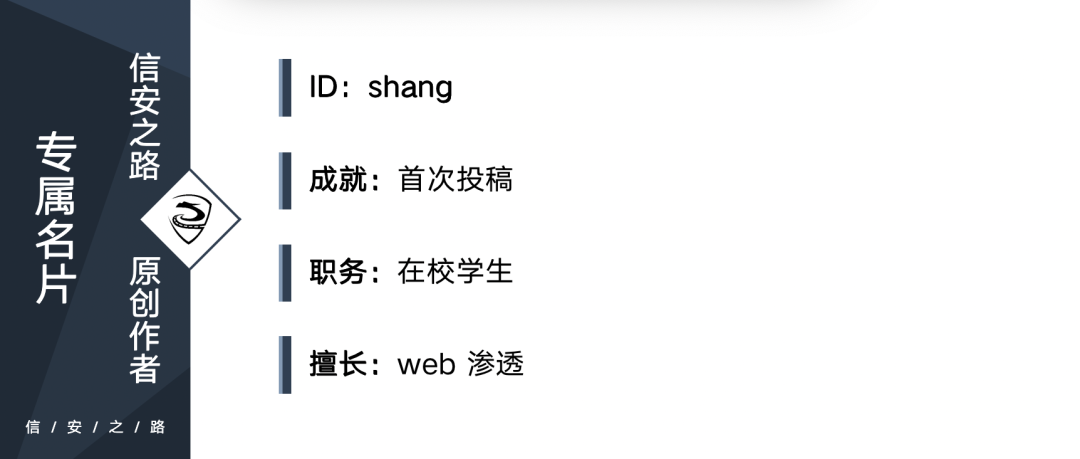 专属名片
信安之路
原创作者
信/安/之/路
ID：shang
成就：首次投稿
职务：在校学生
擅长：web 渗透